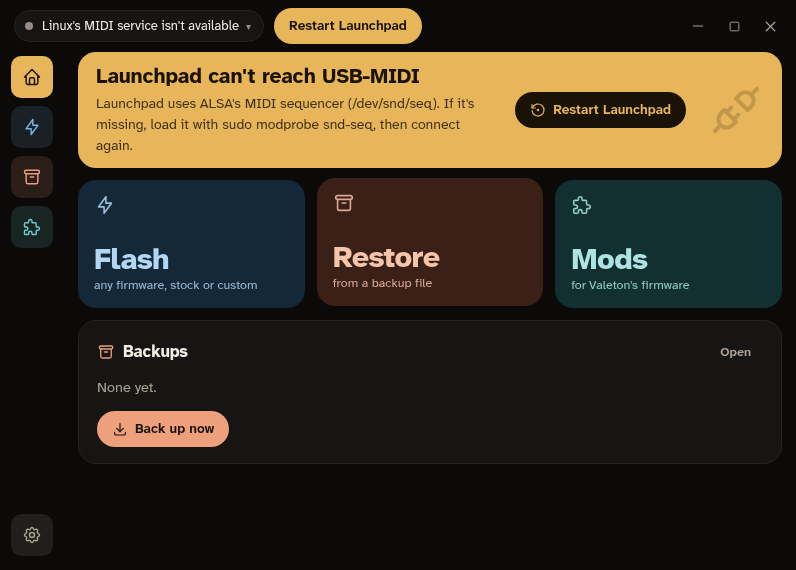 Linux's MIDI service isn't available
Restart Launchpad
Launchpad can't reach USB-MIDI
Launchpad uses ALSA's MIDI sequencer (/dev/snd/seq). If it's
missing, load it with sudo modprobe snd-seq, then connect
again.
Restart Launchpad
Flash
any firmware, stock or custom
Restore
from a backup file
Mods
for Valeton's firmware
Backups
Open
None yet.
Back up now